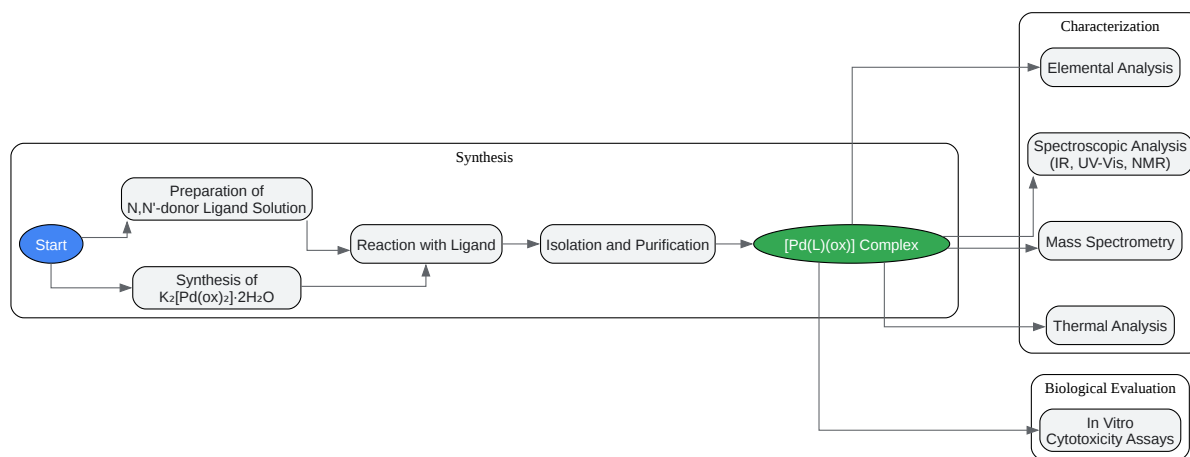 Synthesis
Start
Preparation of
N,N'-donor Ligand Solution
Synthesis of
K₂[Pd(ox)₂]·2H₂O
Reaction with Ligand
Isolation and Purification
[Pd(L)(ox)] Complex
Characterization
Elemental Analysis
Spectroscopic Analysis
(IR, UV-Vis, NMR)
Mass Spectrometry
Thermal Analysis
Biological Evaluation
In Vitro
Cytotoxicity Assays